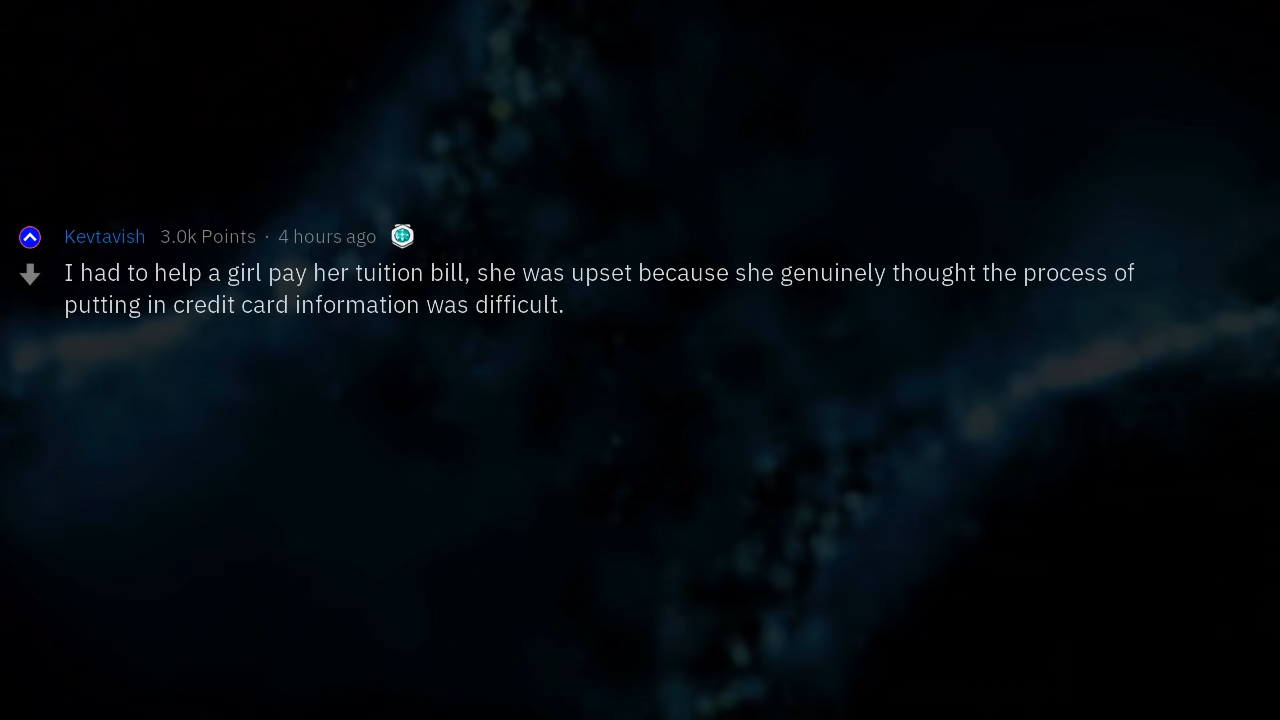 Kevtavish 3.0k Points · 4 hours ago
I had to help a girl pay her tuition bill, she was upset because she genuinely thought the process of
putting in credit card information was difficult.